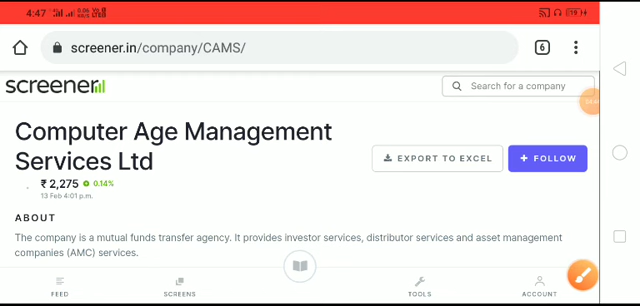 4:47
screener.in/company/CAMS/
6
screener
Search for a company
Computer Age Management
Services Ltd
EXPORT TO EXCEL
+ FOLLOW
₹ 2,275 0.14%
13 Feb 4:01 p.m.
ABOUT
The company is a mutual funds transfer agency. It provides investor services, distributor services and asset management
companies (AMC) services.
FEED
SCREENS
TOOLS
ACCOUNT